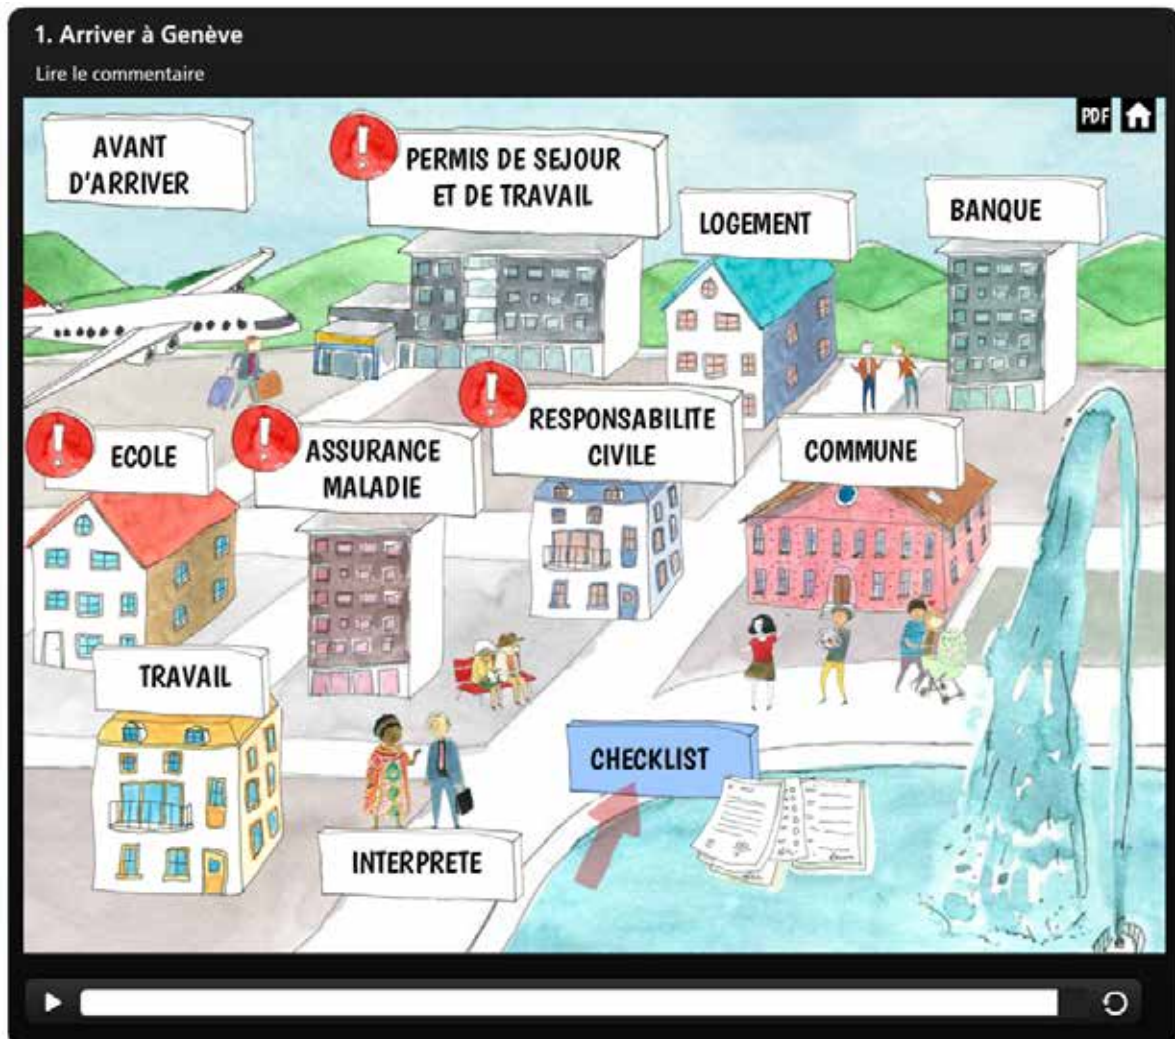 1. Arriver à Genève
Lire le commentaire
PDF
AVANT
D'ARRIVER
!
PERMIS DE SEJOUR
ET DE TRAVAIL
LOGEMENT
BANQUE
!
ECOLE
!
ASSURANCE
MALADIE
!
RESPONSABILITE
CIVILE
COMMUNE
TRAVAIL
INTERPRETE
CHECKLIST